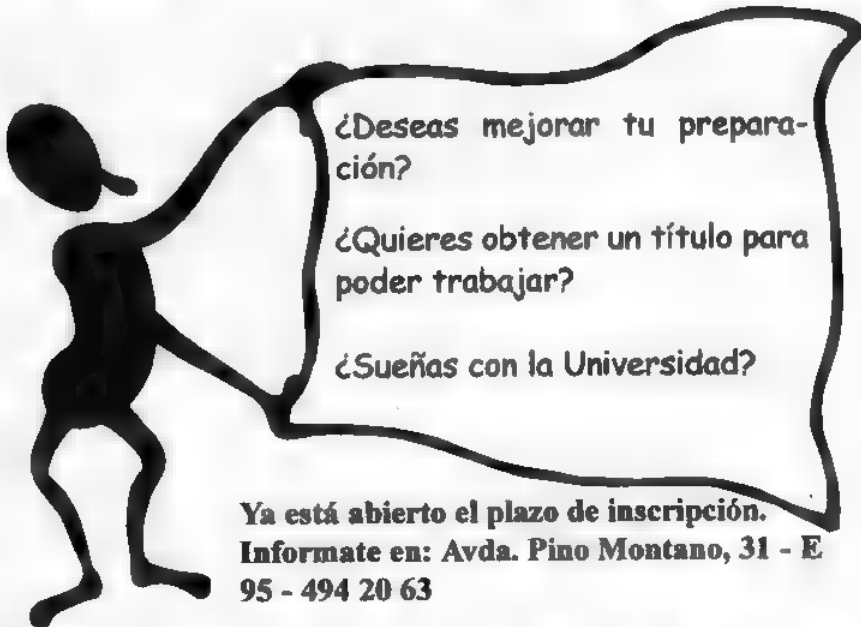 ¿Deseas mejorar tu prepara-
ción?
¿Quieres obtener un título para
poder trabajar?
¿Sueñas con la Universidad?
Ya está abierto el plazo de inscripción.
Informate en: Avda. Pino Montano, 31 - E
95 - 494 20 63